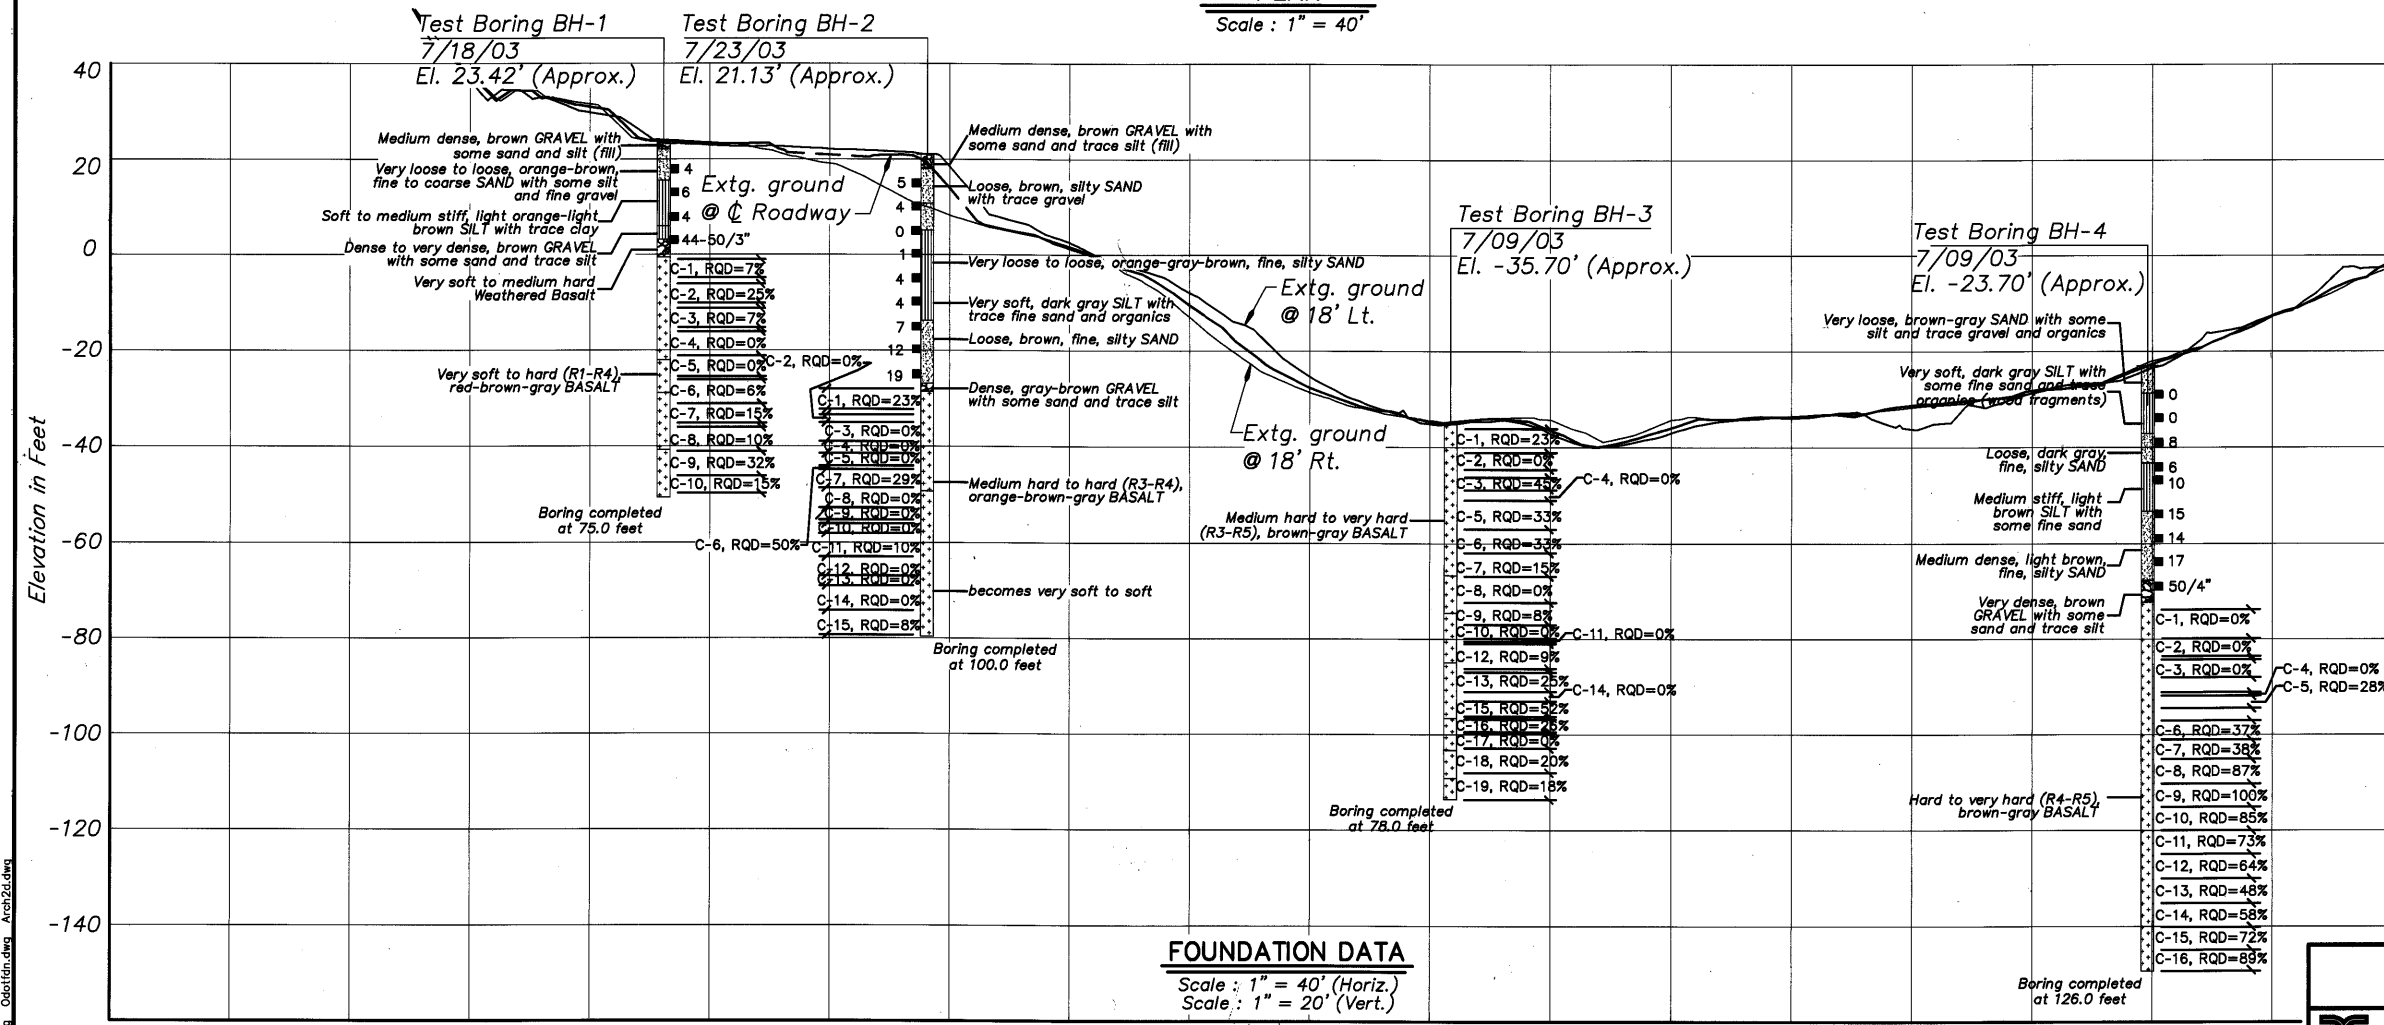 Scale : 1" = 40'
Test Boring BH-1
7/18/03
El. 23.42' (Approx.)
Test Boring BH-2
7/23/03
El. 21.13' (Approx.)
40
20
0
-20
-40
-60
-80
-100
-120
-140
Elevation in Feet
Medium dense, brown GRAVEL with
some sand and silt (fill)
Very loose to loose, orange-brown,
fine to coarse SAND with some silt
and fine gravel
Soft to medium stiff, light orange-light
brown SILT with trace clay
Dense to very dense, brown GRAVEL
with some sand and trace silt
Very soft to medium hard
Weathered Basalt
Very soft to hard (R1-R4),
red-brown-gray BASALT
4
6
4
44-50/3"
C-1, RQD=7%
C-2, RQD=25%
C-3, RQD=7%
C-4, RQD=0%
C-5, RQD=0%
C-6, RQD=6%
C-7, RQD=15%
C-8, RQD=10%
C-9, RQD=32%
C-10, RQD=15%
Boring completed
at 75.0 feet
Extg. ground
@ ℄ Roadway
5
4
0
1
4
4
7
12
19
C-2, RQD=0%
C-1, RQD=23%
C-3, RQD=0%
C-4, RQD=0%
C-5, RQD=0%
C-7, RQD=29%
C-8, RQD=0%
C-9, RQD=0%
C-10, RQD=0%
C-6, RQD=50%
C-11, RQD=10%
C-12, RQD=0%
C-13, RQD=0%
C-14, RQD=0%
C-15, RQD=8%
Medium dense, brown GRAVEL with
some sand and trace silt (fill)
Loose, brown, silty SAND
with trace gravel
Very loose to loose, orange-gray-brown, fine, silty SAND
Very soft, dark gray SILT with
trace fine sand and organics
Loose, brown, fine, silty SAND
Dense, gray-brown GRAVEL
with some sand and trace silt
Medium hard to hard (R3-R4),
orange-brown-gray BASALT
becomes very soft to soft
Boring completed
at 100.0 feet
Extg. ground
@ 18' Lt.
Extg. ground
@ 18' Rt.
Test Boring BH-3
7/09/03
El. -35.70' (Approx.)
Medium hard to very hard
(R3-R5), brown-gray BASALT
C-1, RQD=23%
C-2, RQD=0%
C-3, RQD=45%
C-4, RQD=0%
C-5, RQD=33%
C-6, RQD=33%
C-7, RQD=15%
C-8, RQD=0%
C-9, RQD=8%
C-10, RQD=0%
C-11, RQD=0%
C-12, RQD=9%
C-13, RQD=25%
C-14, RQD=0%
C-15, RQD=52%
C-16, RQD=26%
C-17, RQD=0%
C-18, RQD=20%
C-19, RQD=18%
Boring completed
at 78.0 feet
Test Boring BH-4
7/09/03
El. -23.70' (Approx.)
Very loose, brown-gray SAND with some
silt and trace gravel and organics
Very soft, dark gray SILT with
some fine sand and trace
organics (wood fragments)
Loose, dark gray,
fine, silty SAND
Medium stiff, light
brown SILT with
some fine sand
Medium dense, light brown,
fine, silty SAND
Very dense, brown
GRAVEL with some
sand and trace silt
Hard to very hard (R4-R5),
brown-gray BASALT
0
0
8
6
10
15
14
17
50/4"
C-1, RQD=0%
C-2, RQD=0%
C-3, RQD=0%
C-4, RQD=0%
C-5, RQD=28%
C-6, RQD=37%
C-7, RQD=38%
C-8, RQD=87%
C-9, RQD=100%
C-10, RQD=85%
C-11, RQD=73%
C-12, RQD=64%
C-13, RQD=48%
C-14, RQD=58%
C-15, RQD=72%
C-16, RQD=89%
Boring completed
at 126.0 feet
FOUNDATION DATA
Scale : 1" = 40' (Horiz.)
Scale : 1" = 20' (Vert.)
Odotfdn.dwg Arch2d.dwg